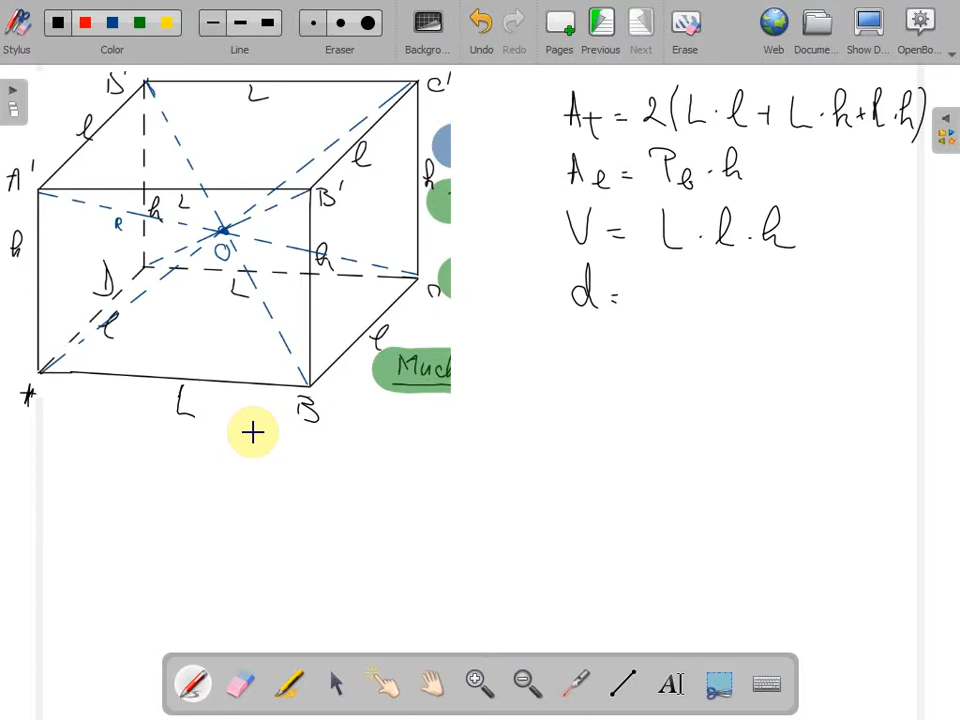 Stylus
Color
Line
Eraser
Backgro...
Undo
Redo
Pages
Previous
Next
Erase
Web
Docume...
Show D...
OpenBo...
D'
L
C'
l
l
A'
L
B'
h
h
R
h
O
h
D
L
l
l
Much
A
L
B
At = 2(L·l + L·h + l·h)
Al = Pb·h
V = L·l·h
d =